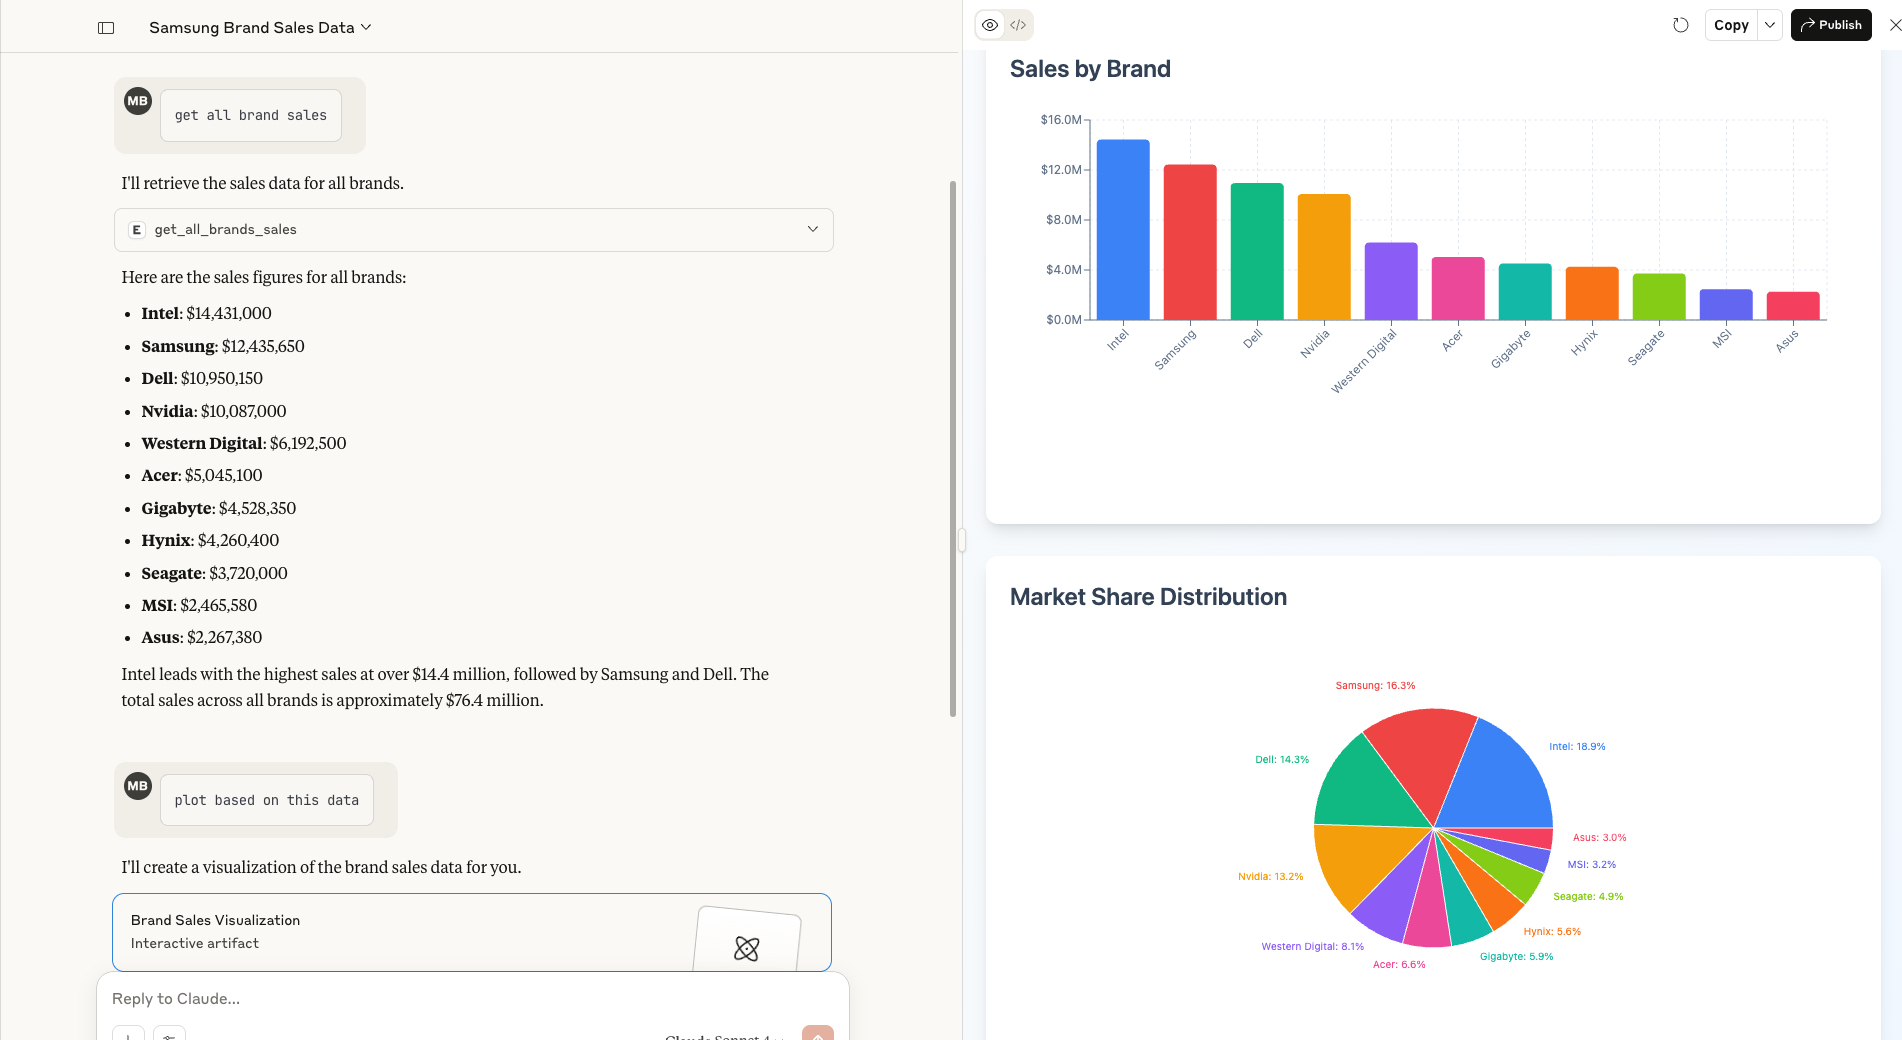 Samsung Brand Sales Data
MB
get all brand sales
I'll retrieve the sales data for all brands.
E get_all_brands_sales
Here are the sales figures for all brands:
• Intel: $14,431,000
• Samsung: $12,435,650
• Dell: $10,950,150
• Nvidia: $10,087,000
• Western Digital: $6,192,500
• Acer: $5,045,100
• Gigabyte: $4,528,350
• Hynix: $4,260,400
• Seagate: $3,720,000
• MSI: $2,465,580
• Asus: $2,267,380
Intel leads with the highest sales at over $14.4 million, followed by Samsung and Dell. The
total sales across all brands is approximately $76.4 million.
MB
plot based on this data
I'll create a visualization of the brand sales data for you.
Brand Sales Visualization
Interactive artifact
Reply to Claude...
Claude Sonnet 4
Copy
Publish
Sales by Brand
$16.0M
$12.0M
$8.0M
$4.0M
$0.0M
Intel
Samsung
Dell
Nvidia
Western Digital
Acer
Gigabyte
Hynix
Seagate
MSI
Asus
Market Share Distribution
Samsung: 16.3%
Intel: 18.9%
Dell: 14.3%
Asus: 3.0%
MSI: 3.2%
Nvidia: 13.2%
Seagate: 4.9%
Hynix: 5.6%
Western Digital: 8.1%
Gigabyte: 5.9%
Acer: 6.6%